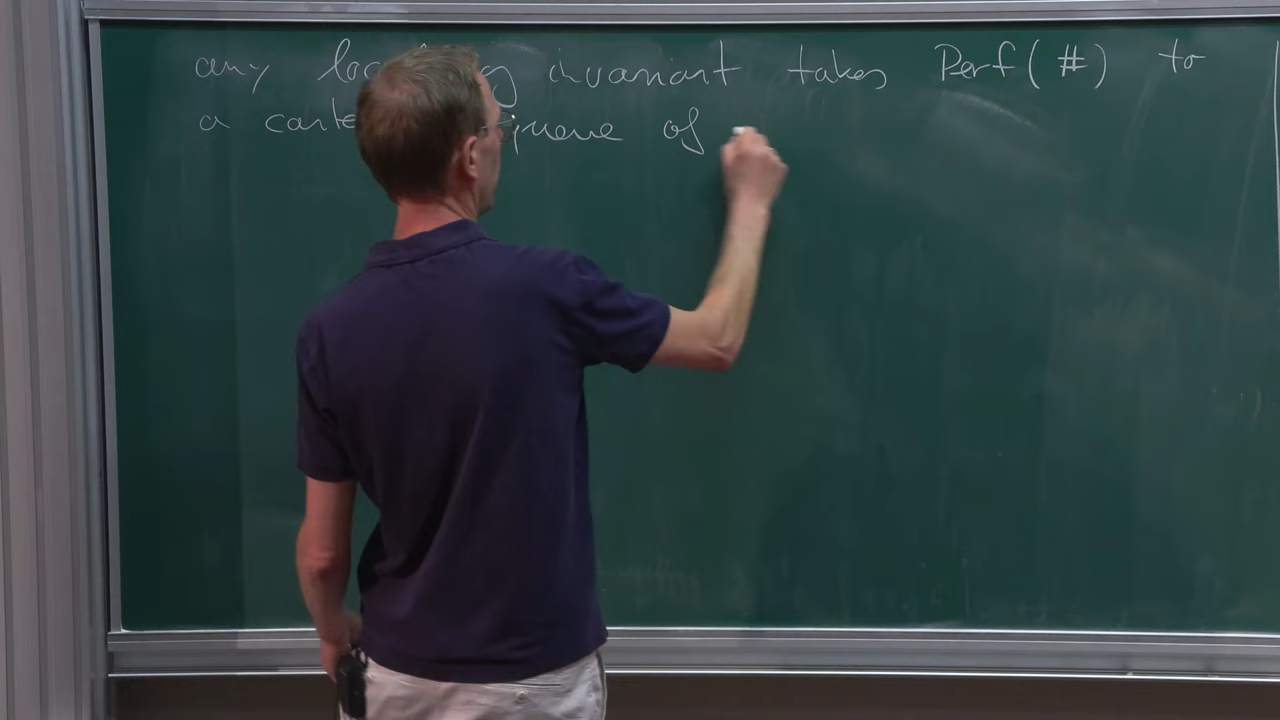 any invariant takes Perf(#) to
a of